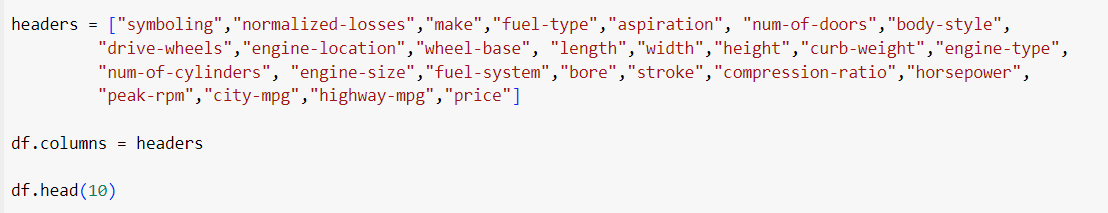 headers = ["symboling","normalized-losses","make","fuel-type","aspiration", "num-of-doors","body-style",
"drive-wheels","engine-location","wheel-base", "length","width","height","curb-weight","engine-type",
"num-of-cylinders", "engine-size","fuel-system","bore","stroke","compression-ratio","horsepower",
"peak-rpm","city-mpg","highway-mpg","price"]
df.columns = headers
df.head(10)